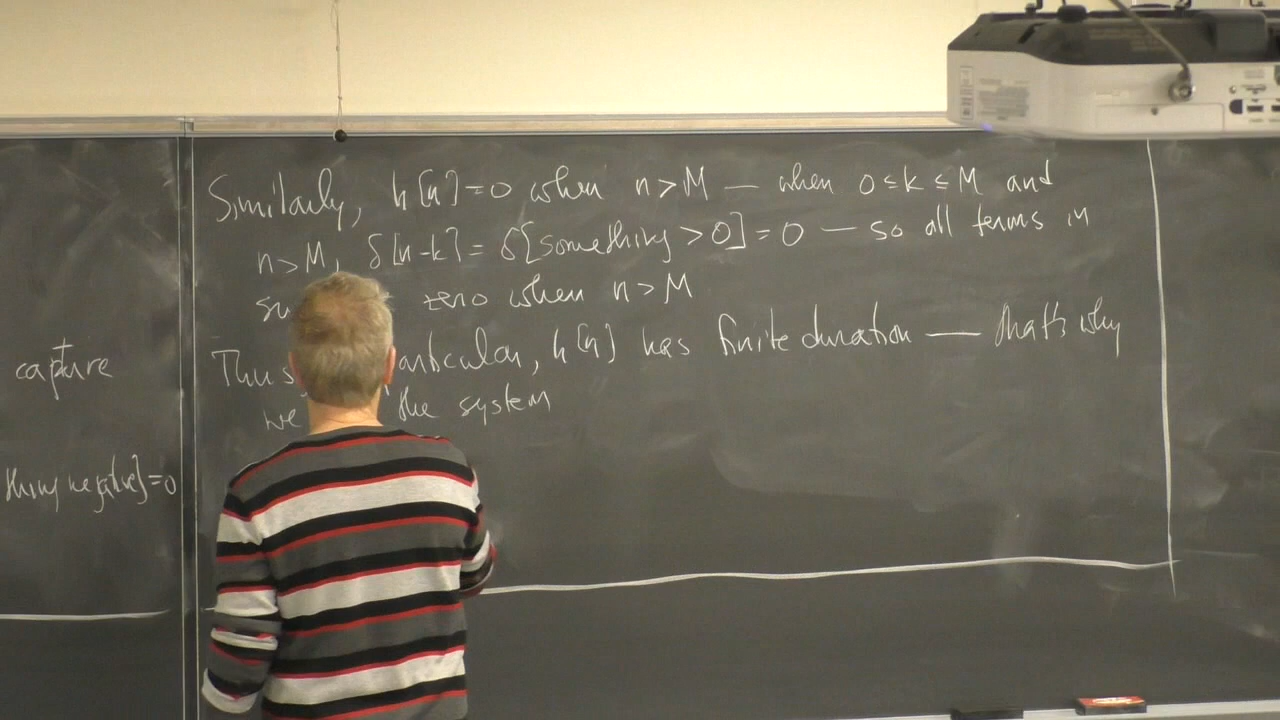 Similarly, h[n]=0 when n>M — when 0≤k≤M and
n>M, δ[n-k] = δ[something >0] = 0 — so all terms in
su zero when n>M
Thus articular, h[n] has finite duration — that's why
we the system
capture
thing negative]=0